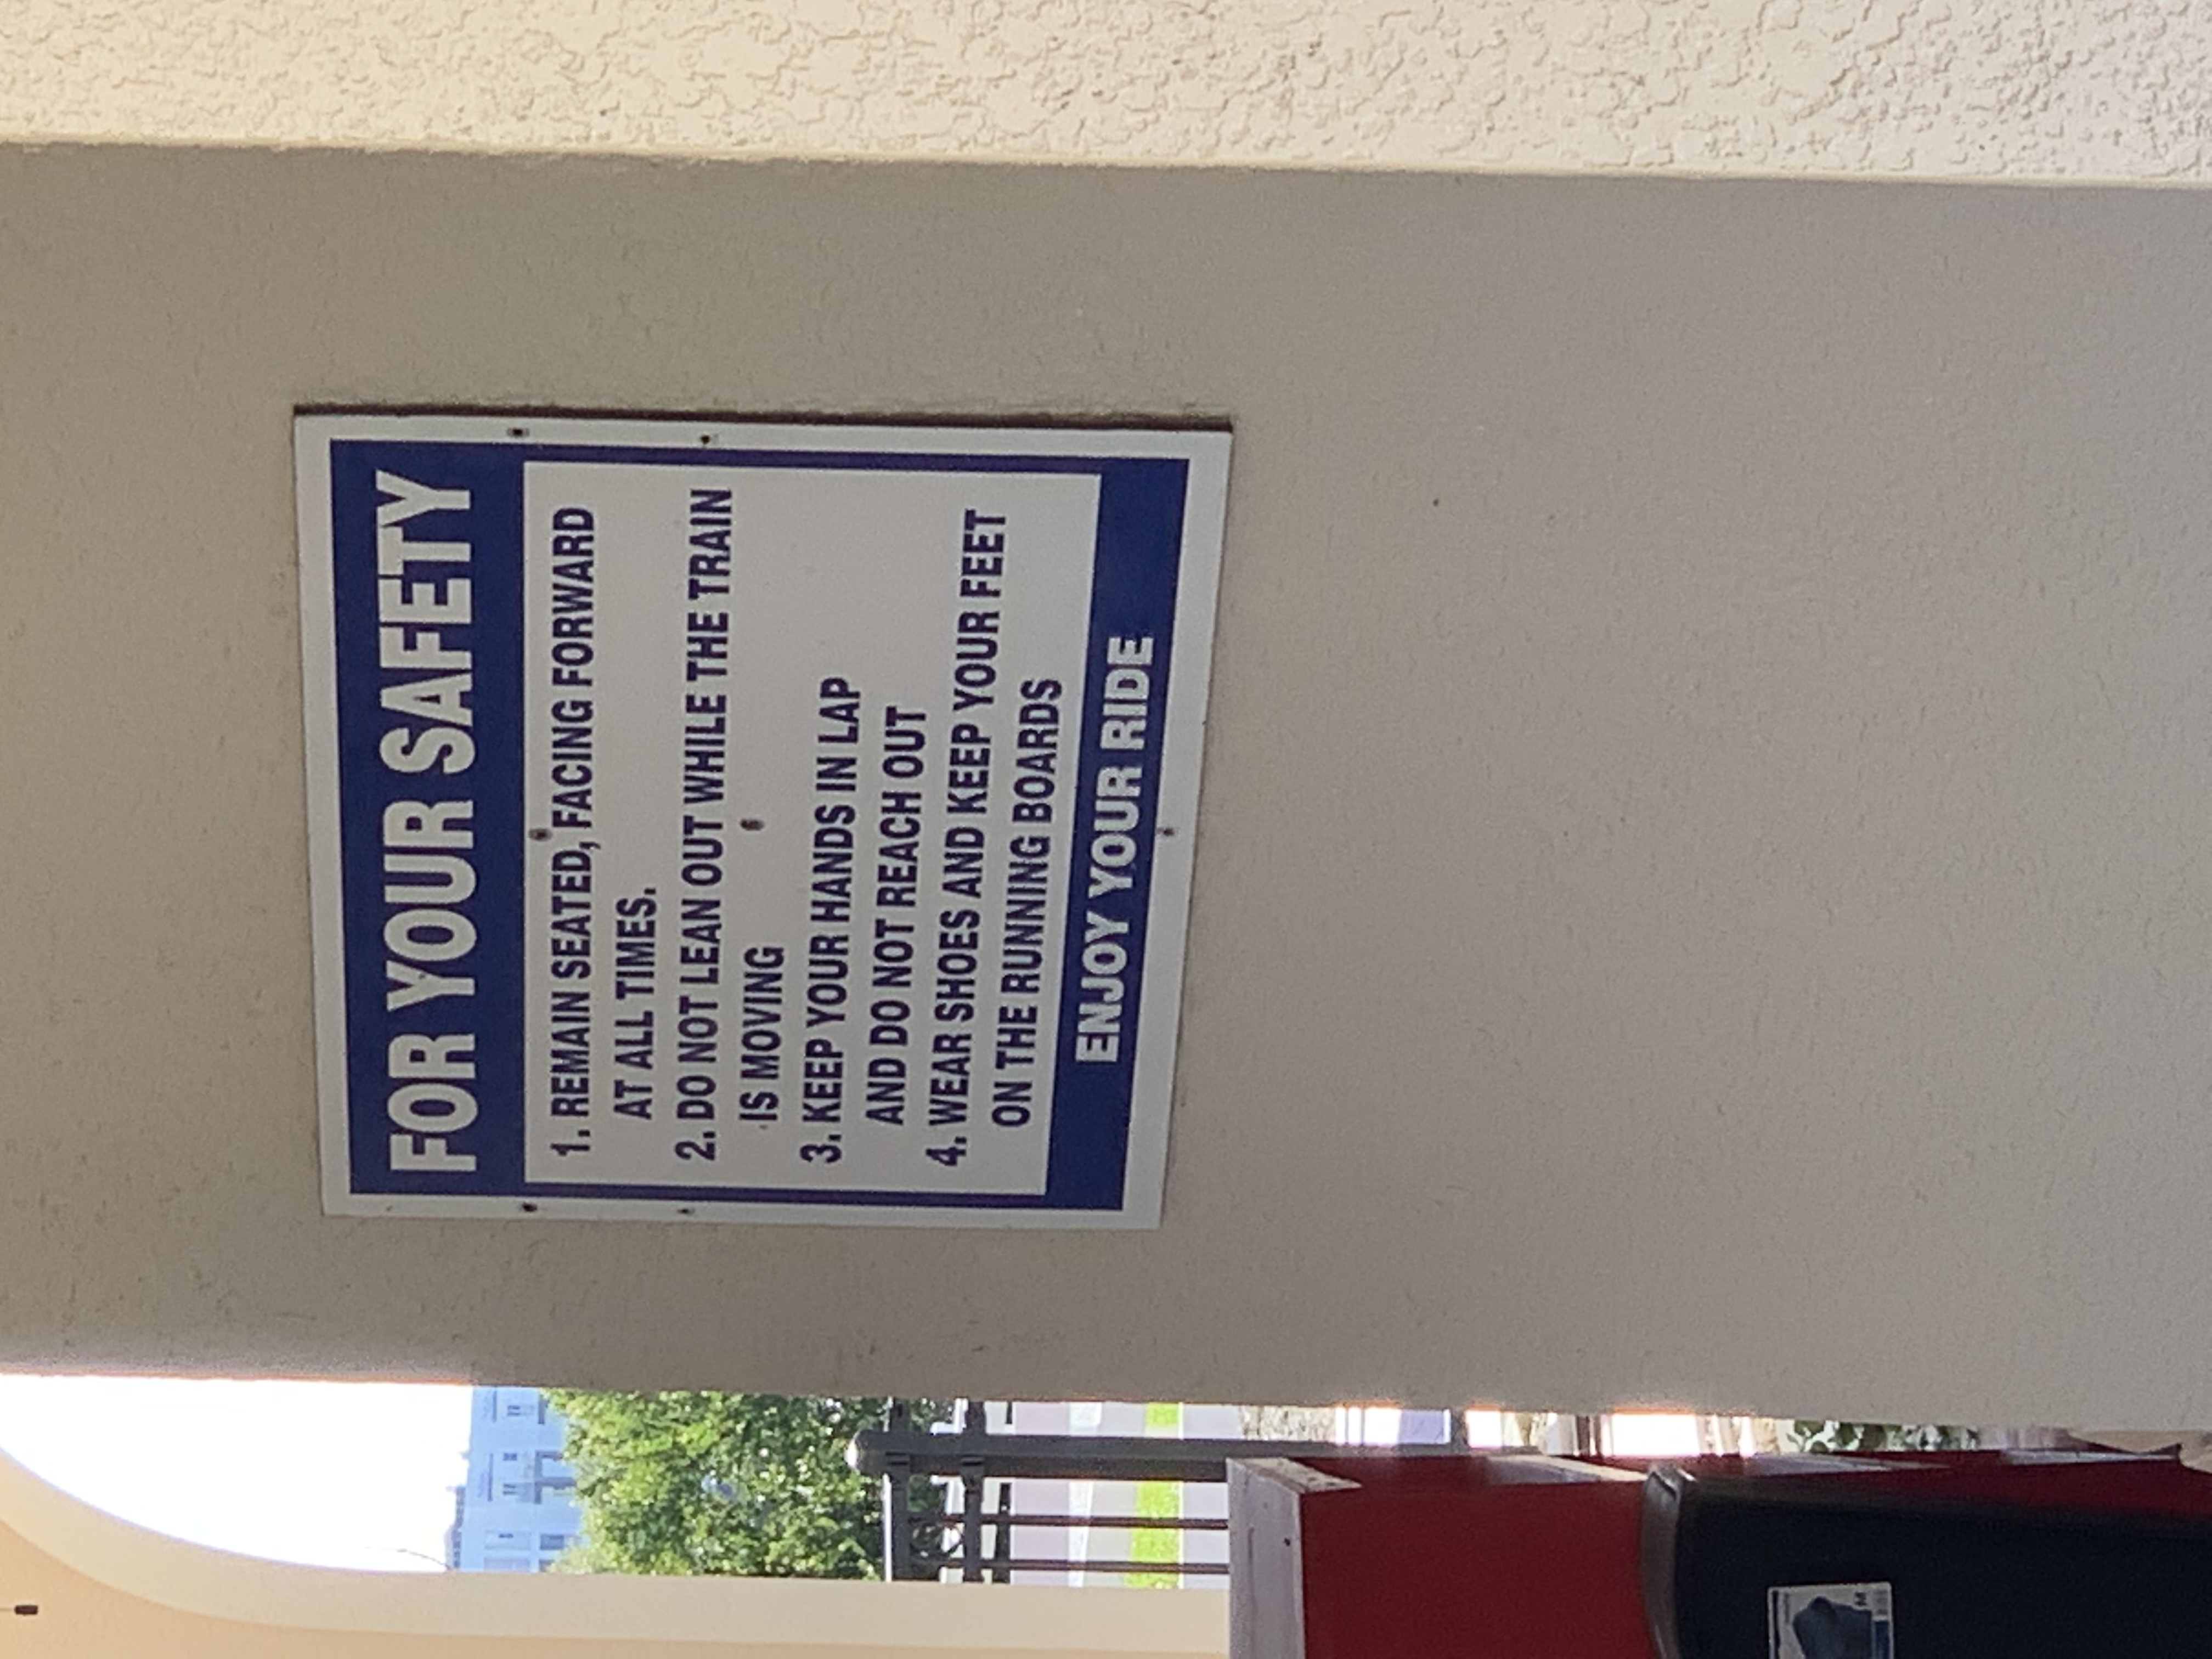 FOR YOUR SAFETY
1. REMAIN SEATED, FACING FORWARD
AT ALL TIMES.
2. DO NOT LEAN OUT WHILE THE TRAIN
IS MOVING
3. KEEP YOUR HANDS IN LAP
AND DO NOT REACH OUT
4. WEAR SHOES AND KEEP YOUR FEET
ON THE RUNNING BOARDS
ENJOY YOUR RIDE